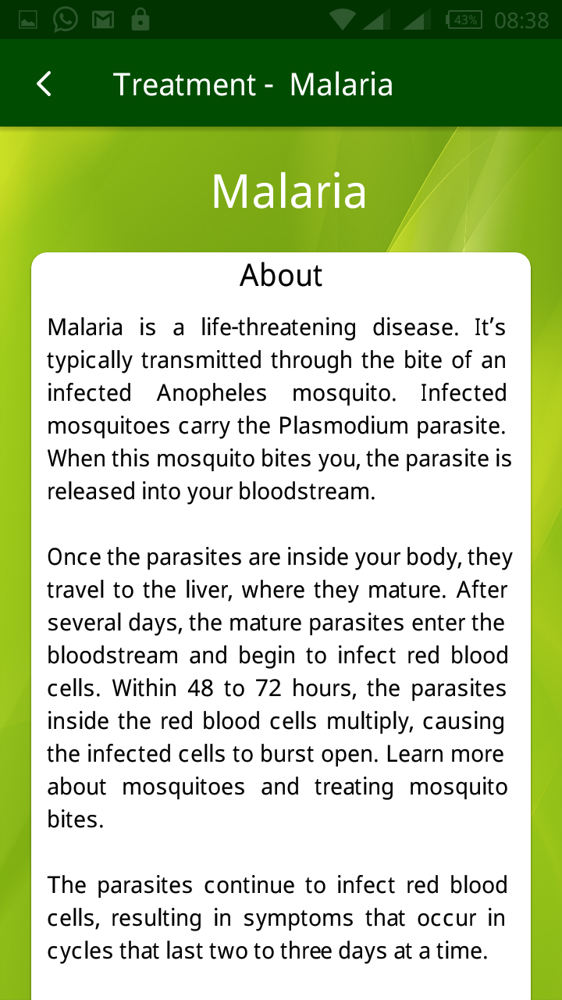 43% 08:38
Treatment - Malaria
Malaria
About
Malaria is a life-threatening disease. It’s
typically transmitted through the bite of an
infected Anopheles mosquito. Infected
mosquitoes carry the Plasmodium parasite.
When this mosquito bites you, the parasite is
released into your bloodstream.
Once the parasites are inside your body, they
travel to the liver, where they mature. After
several days, the mature parasites enter the
bloodstream and begin to infect red blood
cells. Within 48 to 72 hours, the parasites
inside the red blood cells multiply, causing
the infected cells to burst open. Learn more
about mosquitoes and treating mosquito
bites.
The parasites continue to infect red blood
cells, resulting in symptoms that occur in
cycles that last two to three days at a time.